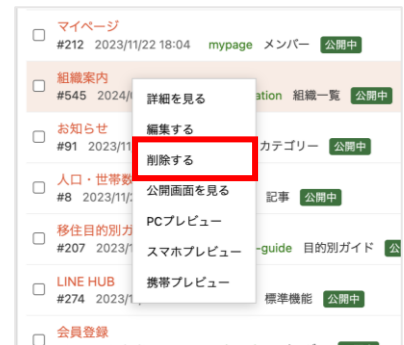 マイページ
#212 2023/11/22 18:04 mypage メンバー 公開中
組織案内
#545 2024/ ation 組織一覧 公開中
お知らせ
#91 2023/11 カテゴリー 公開中
人口・世帯数
#8 2023/11/ 記事 公開中
移住目的別ガ
#207 2023/1 -guide 目的別ガイド 公
LINE HUB
#274 2023/1 標準機能 公開中
会員登録
詳細を見る
編集する
削除する
公開画面を見る
PCプレビュー
スマホプレビュー
携帯プレビュー